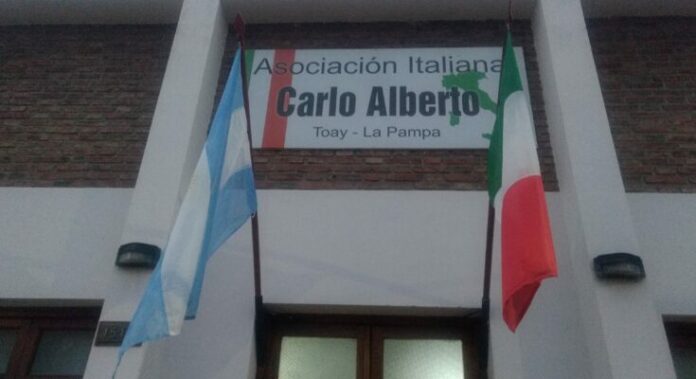 Asociación Italiana
Carlo Alberto
Toay - La Pampa